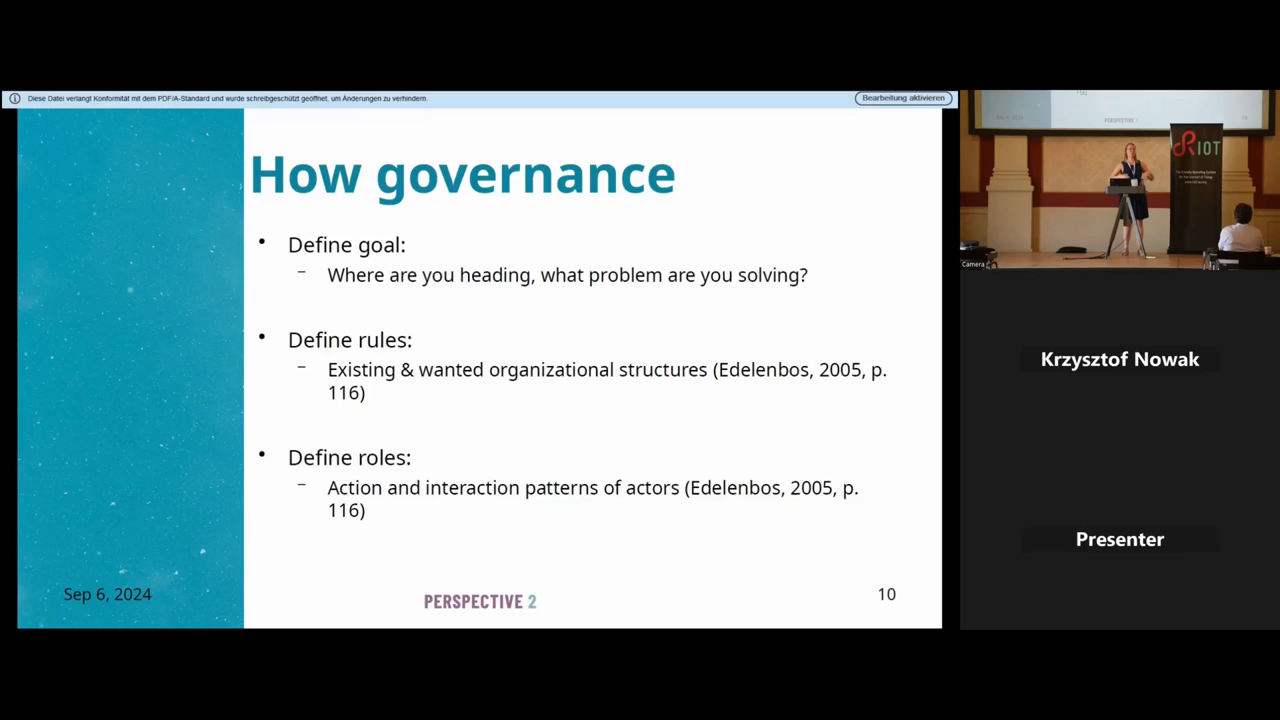 Diese Datei verlangt Konformität mit dem PDF/A-Standard und wurde schreibgeschützt geöffnet, um Änderungen zu verhindern.
Bearbeitung aktivieren
How governance
• Define goal:
– Where are you heading, what problem are you solving?
• Define rules:
– Existing & wanted organizational structures (Edelenbos, 2005, p.
116)
• Define roles:
– Action and interaction patterns of actors (Edelenbos, 2005, p.
116)
Sep 6, 2024
PERSPECTIVE 2
10
RIOT
Camera
Krzysztof Nowak
Presenter